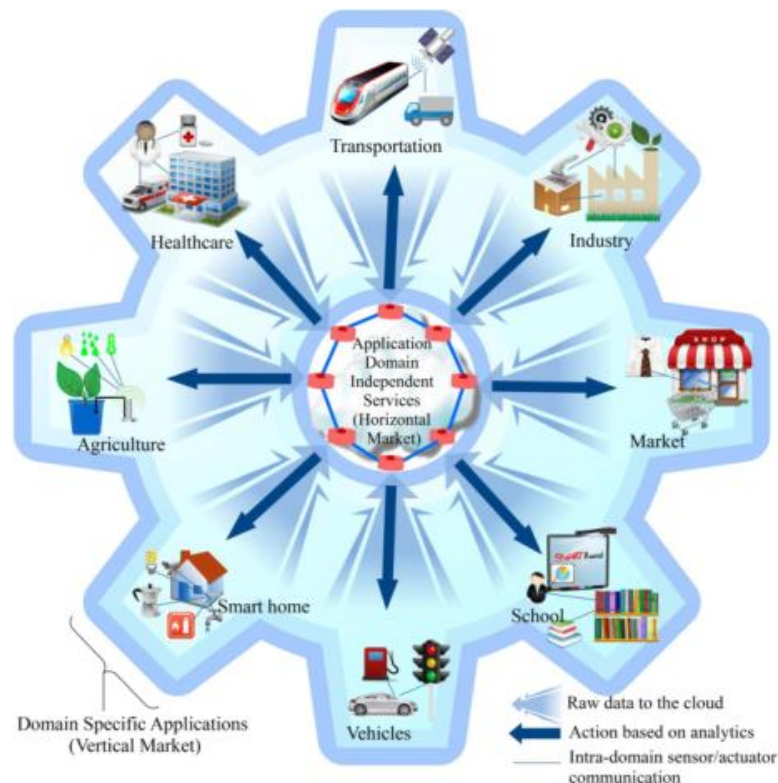 Transportation
Healthcare
Industry
Application
Domain
Independent
Services
(Horizontal
Market)
Agriculture
SHOP
Market
Smart home
School
Vehicles
Domain Specific Applications
(Vertical Market)
Raw data to the cloud
Action based on analytics
Intra-domain sensor/actuator
communication